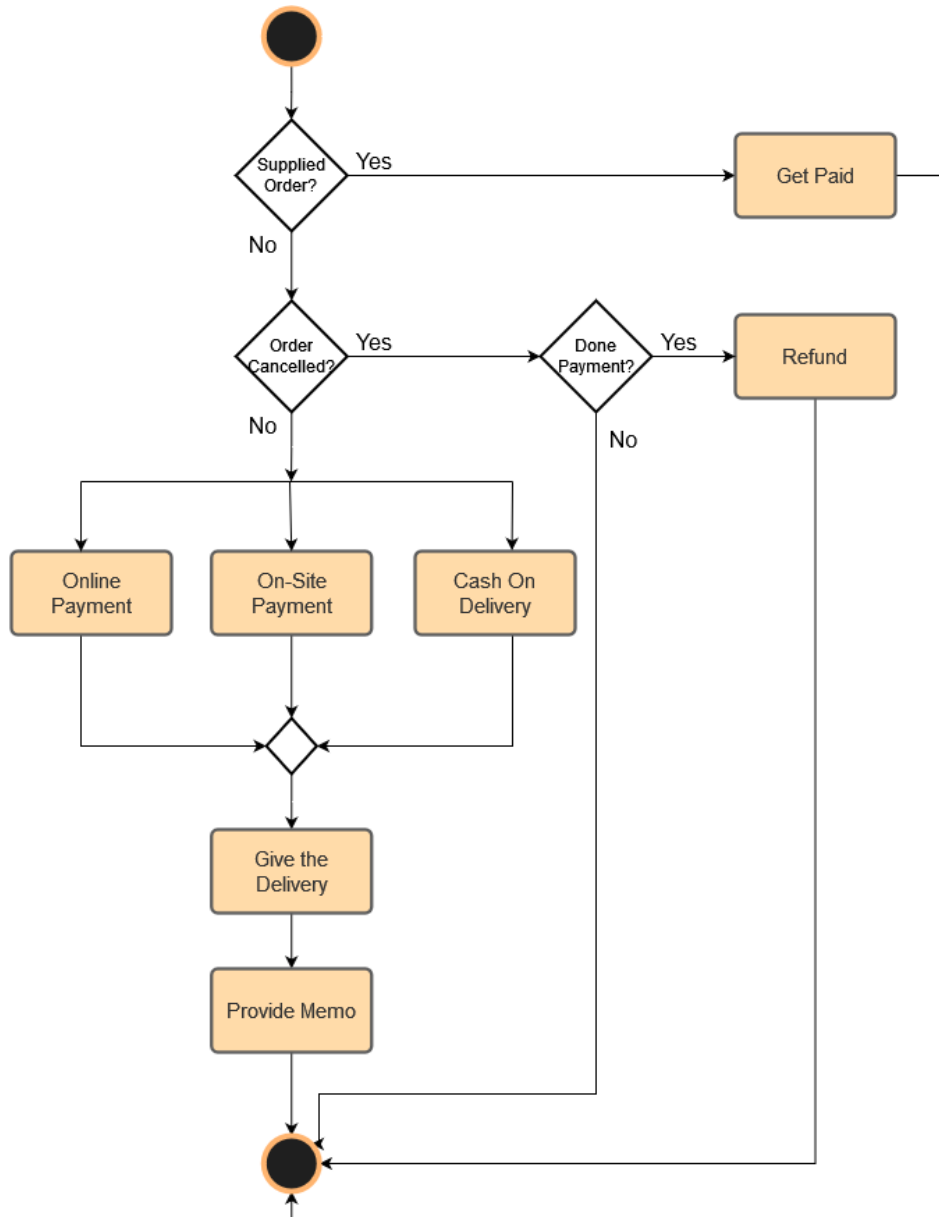 Supplied
Order?
Yes
Get Paid
No
Order
Cancelled?
Yes
Done
Payment?
Yes
Refund
No
No
Online
Payment
On-Site
Payment
Cash On
Delivery
Give the
Delivery
Provide Memo